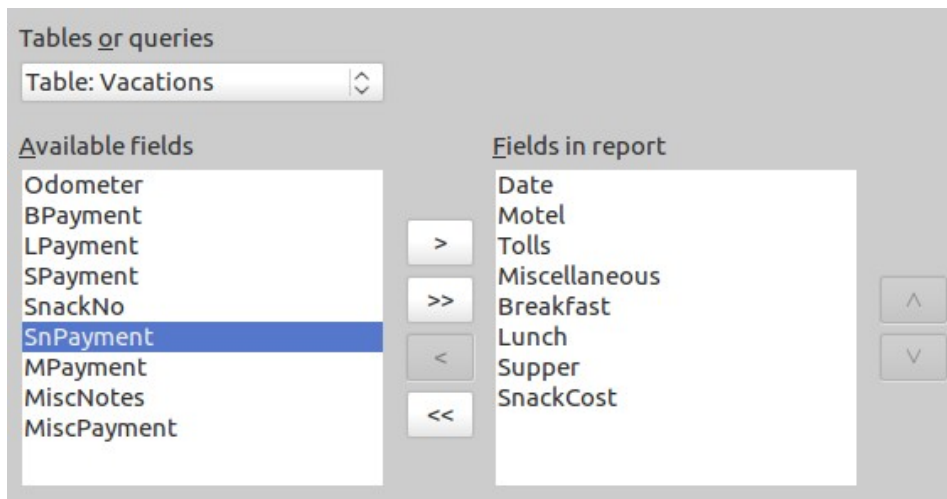 Tables or queries
Table: Vacations
Available fields
Odometer
BPayment
LPayment
SPayment
SnackNo
SnPayment
MPayment
MiscNotes
MiscPayment
>
>>
<
<<
Fields in report
Date
Motel
Tolls
Miscellaneous
Breakfast
Lunch
Supper
SnackCost